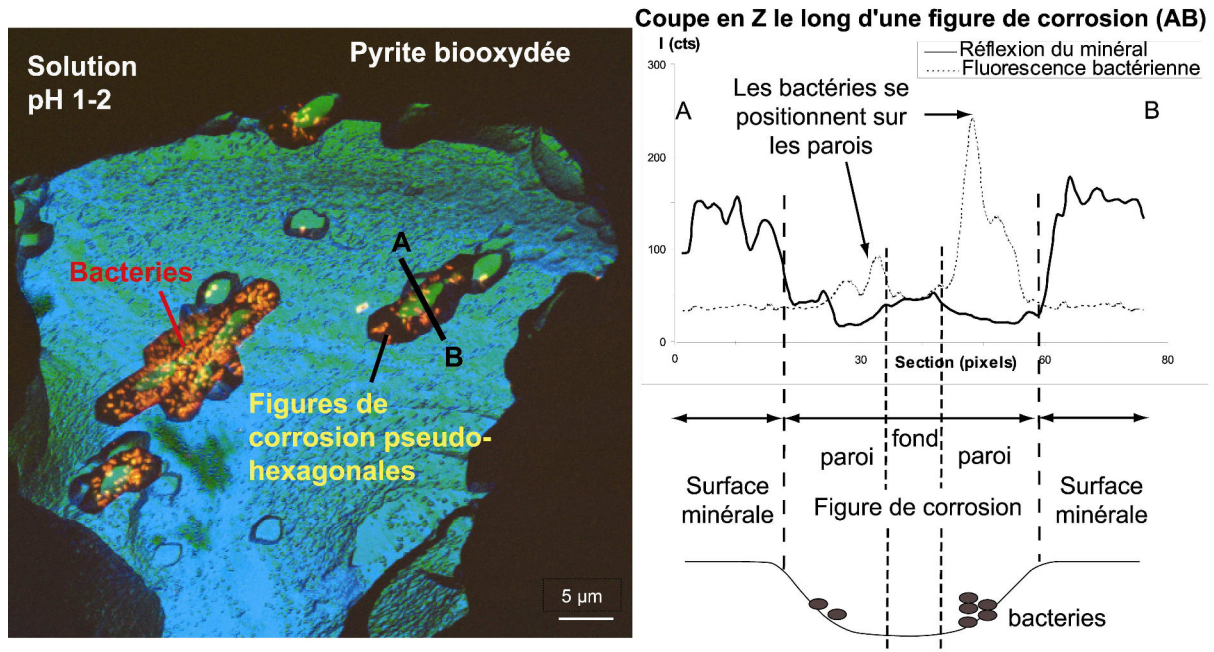 Solution
pH 1-2
Pyrite biooxydée
Bacteries
A
B
Figures de
corrosion pseudo-
hexagonales
5 µm
Coupe en Z le long d'une figure de corrosion (AB)
I (cts)
Réflexion du minéral
Fluorescence bactérienne
300
200
100
0
A
B
Les bactéries se
positionnent sur
les parois
0
30
Section (pixels)
60
80
fond
paroi
paroi
Surface
minérale
Figure de corrosion
Surface
minérale
bacteries